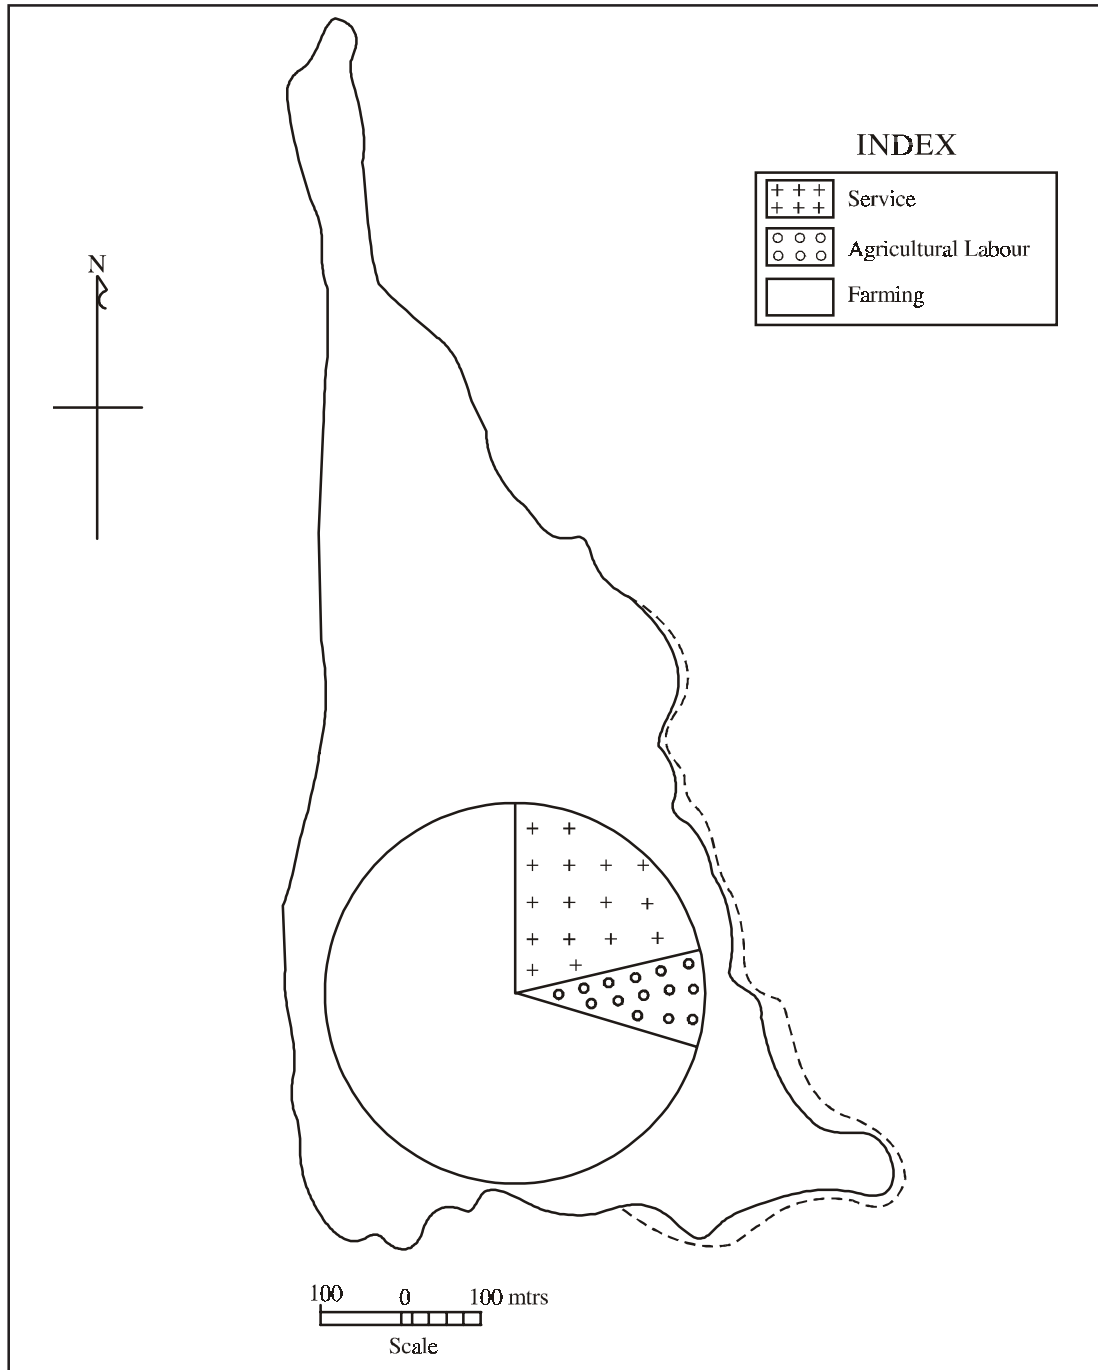 INDEX
Service
Agricultural Labour
Farming
N
100 0 100 mtrs
Scale